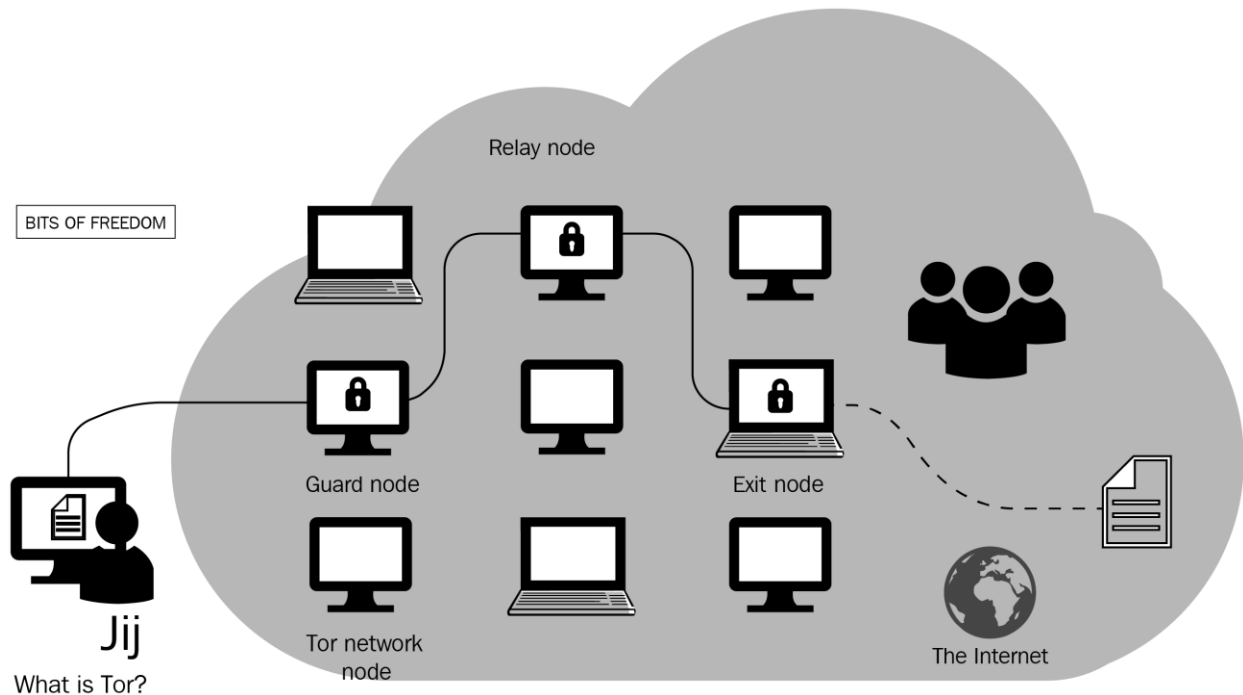 Relay node
BITS OF FREEDOM
Guard node
Exit node
Jij
Tor network
node
The Internet
What is Tor?